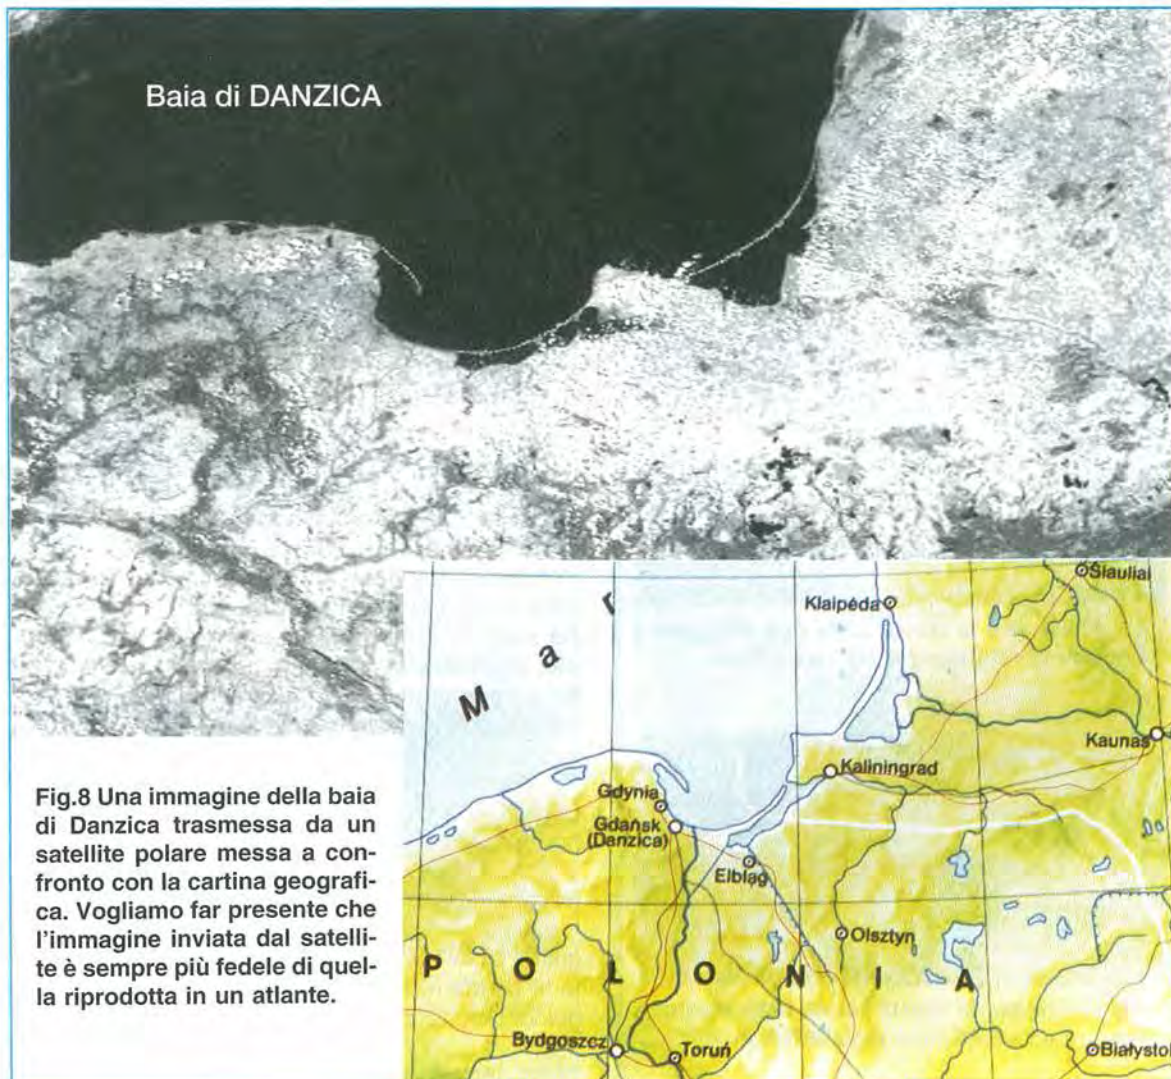 Baia di DANZICA
Fig.8 Una immagine della baia
di Danzica trasmessa da un
satellite polare messa a con-
fronto con la cartina geografi-
ca. Vogliamo far presente che
l'immagine inviata dal satelli-
te è sempre più fedele di quel-
la riprodotta in un atlante.
M a r
Šiauliai
Klaipéda
Kaunas
Kaliningrad
Gdynia
Gdańsk
(Danzica)
Elbląg
Olsztyn
P O L O N I A
Bydgoszcz
Toruń
Białystok